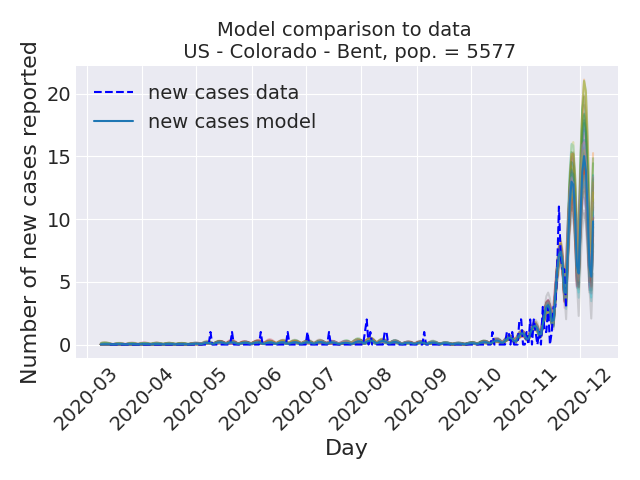 Model comparison to data
US - Colorado - Bent, pop. = 5577
Number of new cases reported
20
15
10
5
0
new cases data
new cases model
2020-03
2020-04
2020-05
2020-06
2020-07
2020-08
2020-09
2020-10
2020-11
2020-12
Day